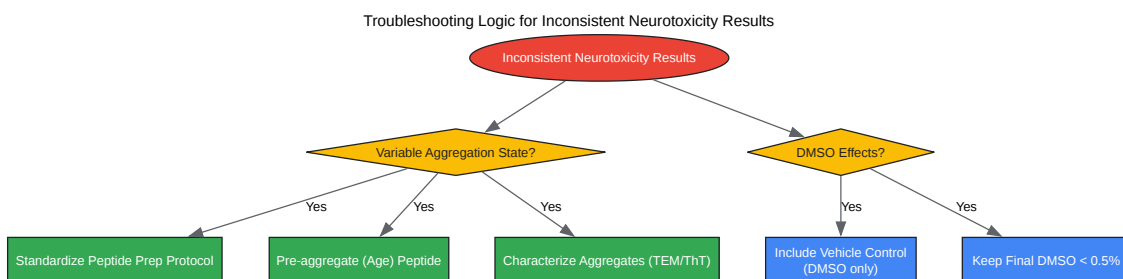 Troubleshooting Logic for Inconsistent Neurotoxicity Results
Inconsistent Neurotoxicity Results
Variable Aggregation State?
DMSO Effects?
Yes
Yes
Yes
Yes
Yes
Standardize Peptide Prep Protocol
Pre-aggregate (Age) Peptide
Characterize Aggregates (TEM/ThT)
Include Vehicle Control
(DMSO only)
Keep Final DMSO < 0.5%